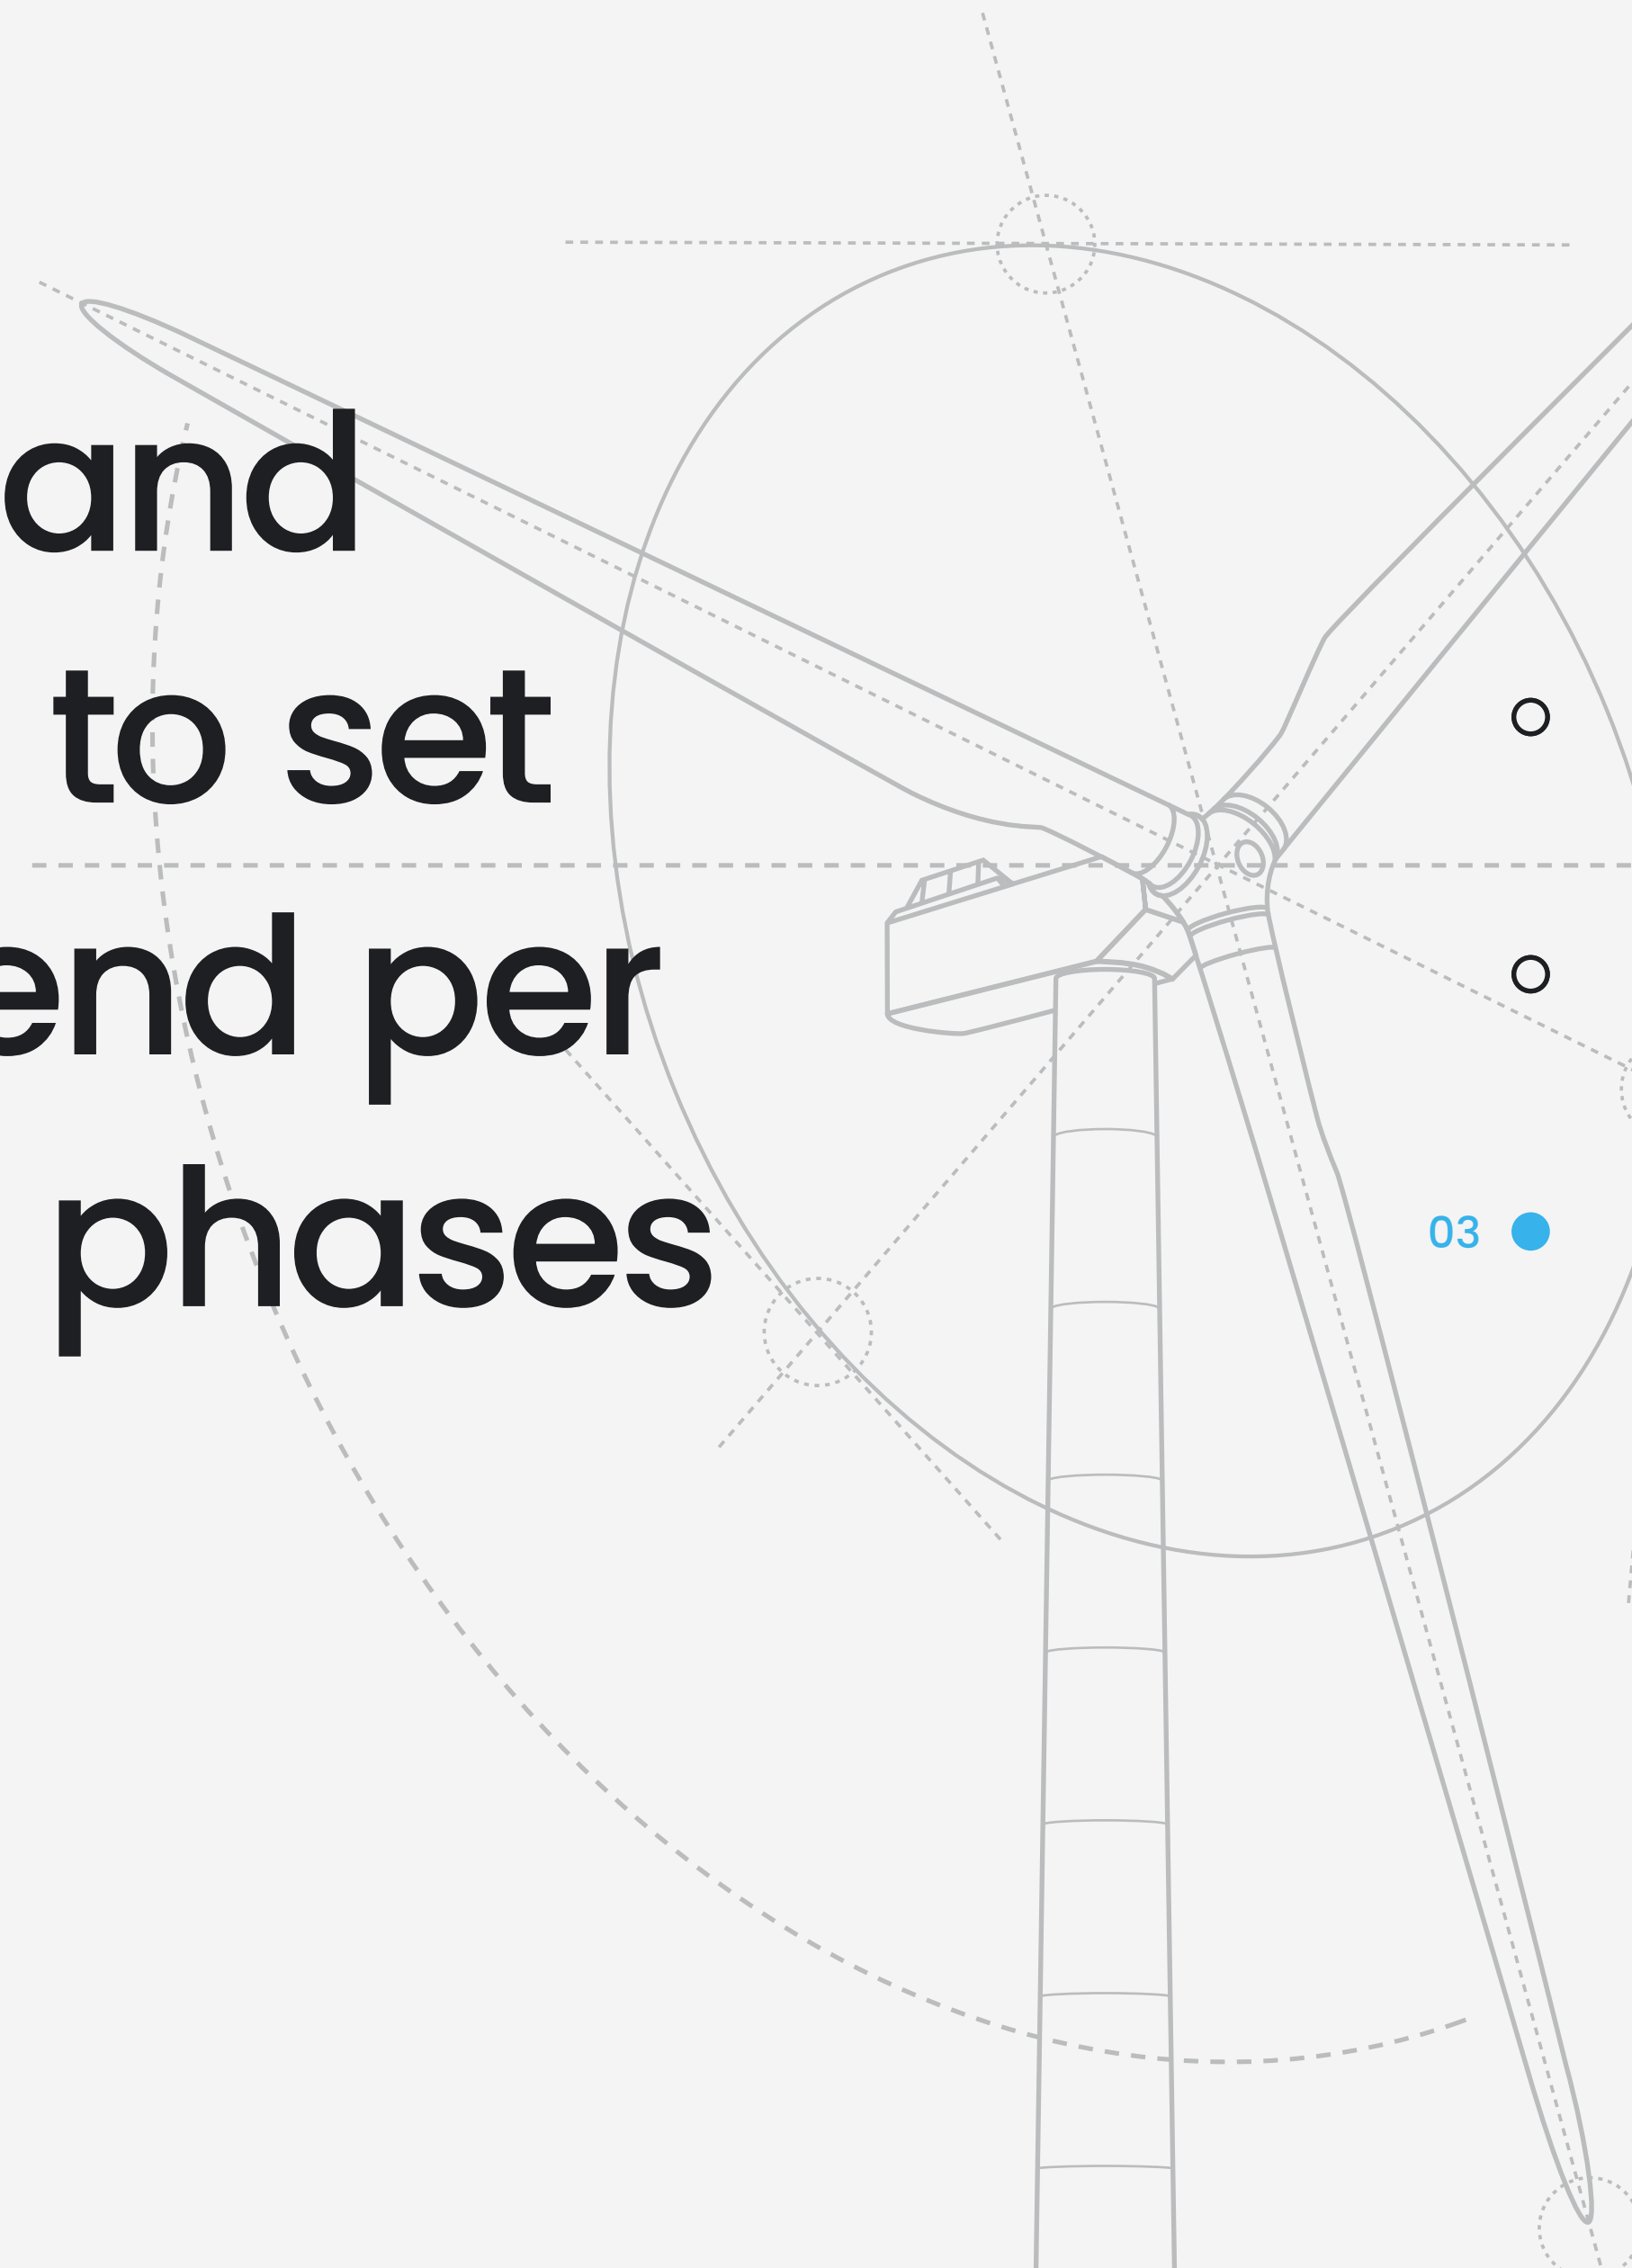 and
to set
end per
phases
03